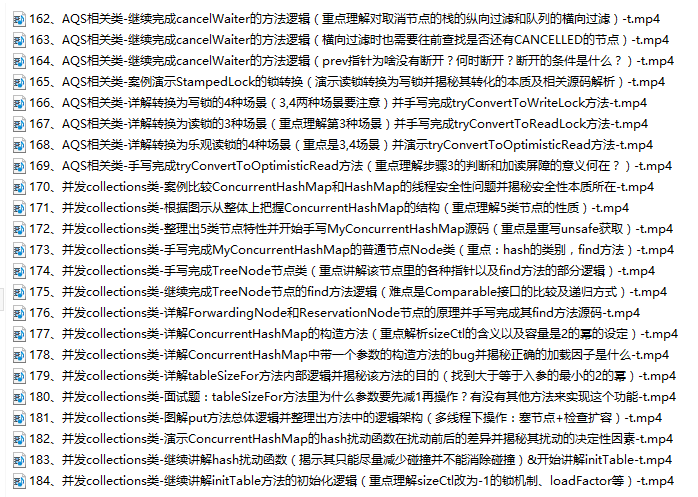 162、AQS相关类-继续完成cancelWaiter的方法逻辑（重点理解对取消节点的栈的纵向过滤和队列的横向过滤）-t.mp4
163、AQS相关类-继续完成cancelWaiter的方法逻辑（横向过滤时也需要往前查找是否还有CANCELLED的节点）-t.mp4
164、AQS相关类-继续完成cancelWaiter的方法逻辑（prev指针为啥没有断开？何时断开？断开的条件是什么？）-t.mp4
165、AQS相关类-案例演示StampedLock的锁转换（演示读锁转换为写锁并揭秘其转化的本质及相关源码解析）-t.mp4
166、AQS相关类-详解转换为写锁的4种场景（3,4两种场景要注意）并手写完成tryConvertToWriteLock方法-t.mp4
167、AQS相关类-详解转换为读锁的3种场景（重点理解第3种场景）并手写完成tryConvertToReadLock方法-t.mp4
168、AQS相关类-详解转换为乐观读锁的4种场景（重点是3,4场景）并演示tryConvertToOptimisticRead方法-t.mp4
169、AQS相关类-手写完成tryConvertToOptimisticRead方法（重点理解步骤3的判断和加读屏障的意义何在？）-t.mp4
170、并发collections类-案例比较ConcurrentHashMap和HashMap的线程安全性问题并揭秘安全性本质所在-t.mp4
171、并发collections类-根据图示从整体上把握ConcurrentHashMap的结构（重点理解5类节点的性质）-t.mp4
172、并发collections类-整理出5类节点特性并开始手写MyConcurrentHashMap源码（重点是重写unsafe获取）-t.mp4
173、并发collections类-手写完成MyConcurrentHashMap的普通节点Node类（重点：hash的类别，find方法）-t.mp4
174、并发collections类-手写完成TreeNode节点类（重点讲解该节点里的各种指针以及find方法的部分逻辑）-t.mp4
175、并发collections类-继续完成TreeNode节点的find方法逻辑（难点是Comparable接口的比较及递归方式）-t.mp4
176、并发collections类-详解ForwardingNode和ReservationNode节点的原理并手写完成其find方法源码-t.mp4
177、并发collections类-详解ConcurrentHashMap的构造方法（重点解析sizeCtl的含义以及容量是2的幂的设定）-t.mp4
178、并发collections类-详解ConcurrentHashMap中带一个参数的构造方法的bug并揭秘正确的加载因子是什么-t.mp4
179、并发collections类-详解tableSizeFor方法内部逻辑并揭秘该方法的目的（找到大于等于入参的最小的2的幂）-t.mp4
180、并发collections类-面试题：tableSizeFor方法里为什么参数要先减1再操作？有没有其他方法来实现这个功能-t.mp4
181、并发collections类-图解put方法总体逻辑并整理出方法中的逻辑架构（多线程下操作：塞节点+检查扩容）-t.mp4
182、并发collections类-演示ConcurrentHashMap的hash扰动函数在扰动前后的差异并揭秘其扰动的决定性因素-t.mp4
183、并发collections类-继续讲解hash扰动函数（揭示其只能尽量减少碰撞并不能消除碰撞）&开始讲解initTable-t.mp4
184、并发collections类-继续讲解initTable方法的初始化逻辑（重点理解sizeCtl改为-1的锁机制、loadFactor等）-t.mp4